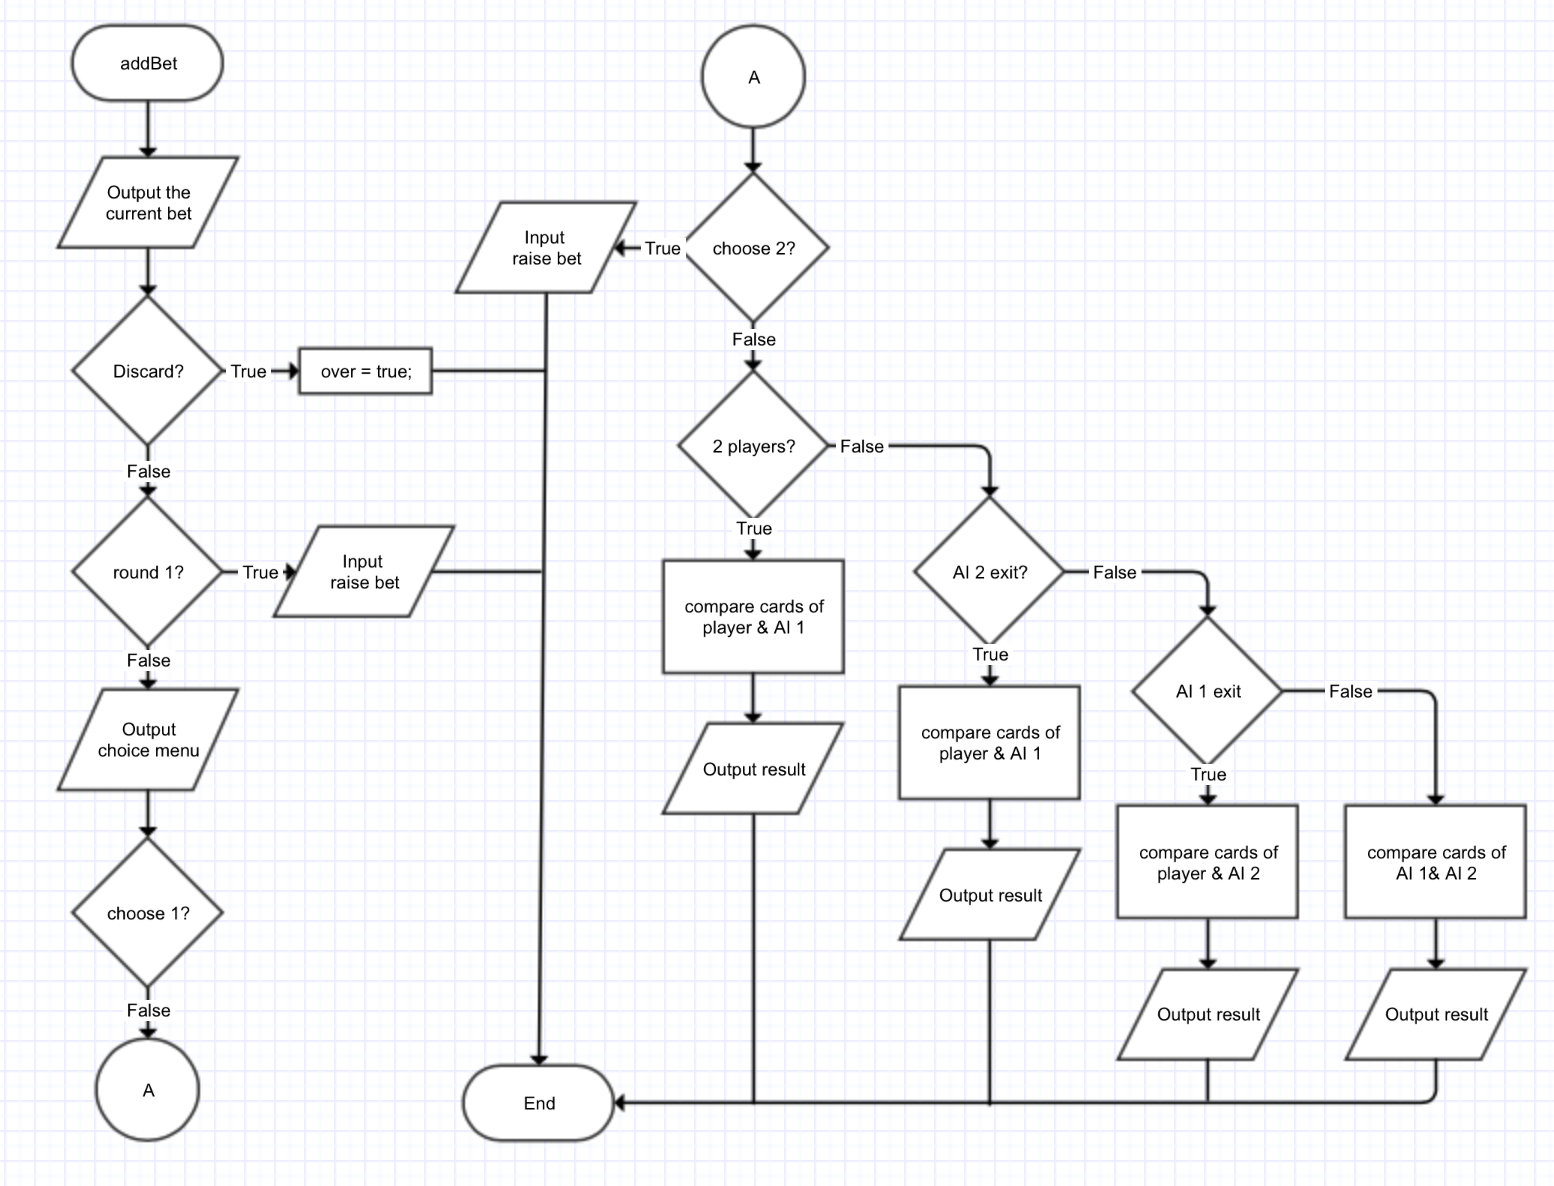 addBet
Output the
current bet
Discard?
True
over = true;
False
round 1?
True
Input
raise bet
False
Output
choice menu
choose 1?
False
A
A
choose 2?
True
Input
raise bet
False
2 players?
False
True
compare cards of
player & AI 1
Output result
AI 2 exit?
False
True
compare cards of
player & AI 1
Output result
AI 1 exit
False
True
compare cards of
player & AI 2
Output result
compare cards of
AI 1& AI 2
Output result
End